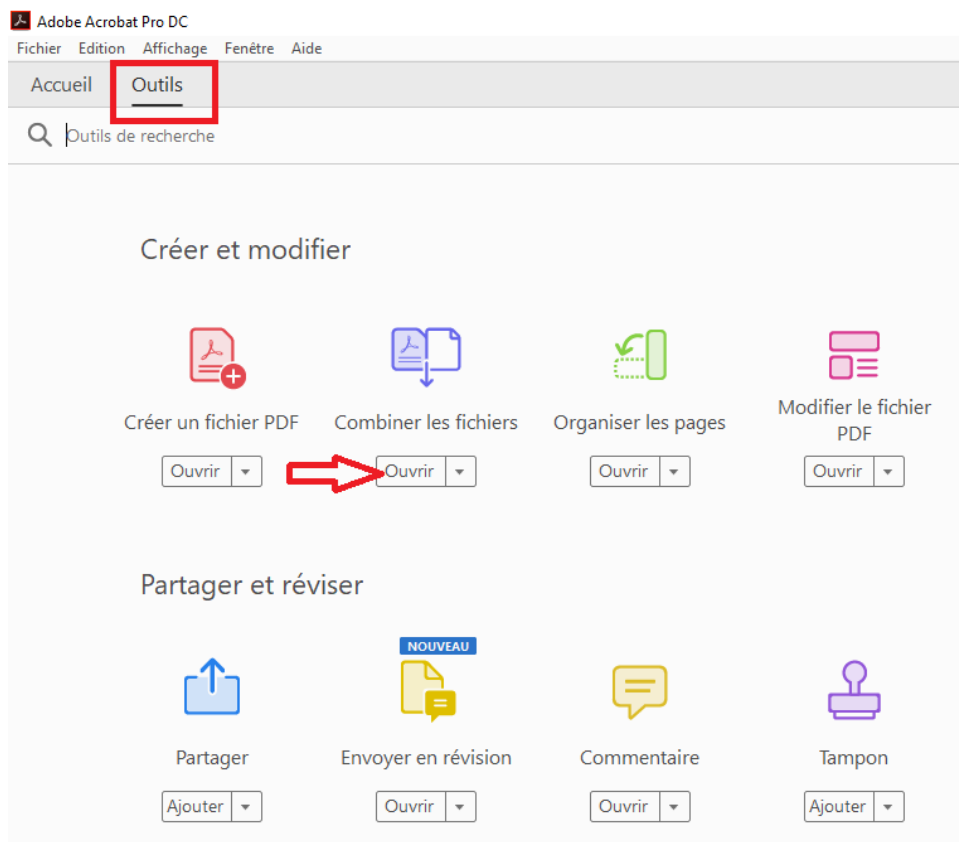 Adobe Acrobat Pro DC
Fichier Edition Affichage Fenêtre Aide
Accueil Outils
Outils de recherche
Créer et modifier
Créer un fichier PDF Combiner les fichiers Organiser les pages Modifier le fichier PDF
Ouvrir Ouvrir Ouvrir Ouvrir
Partager et réviser
NOUVEAU
Partager Envoyer en révision Commentaire Tampon
Ajouter Ouvrir Ouvrir Ajouter